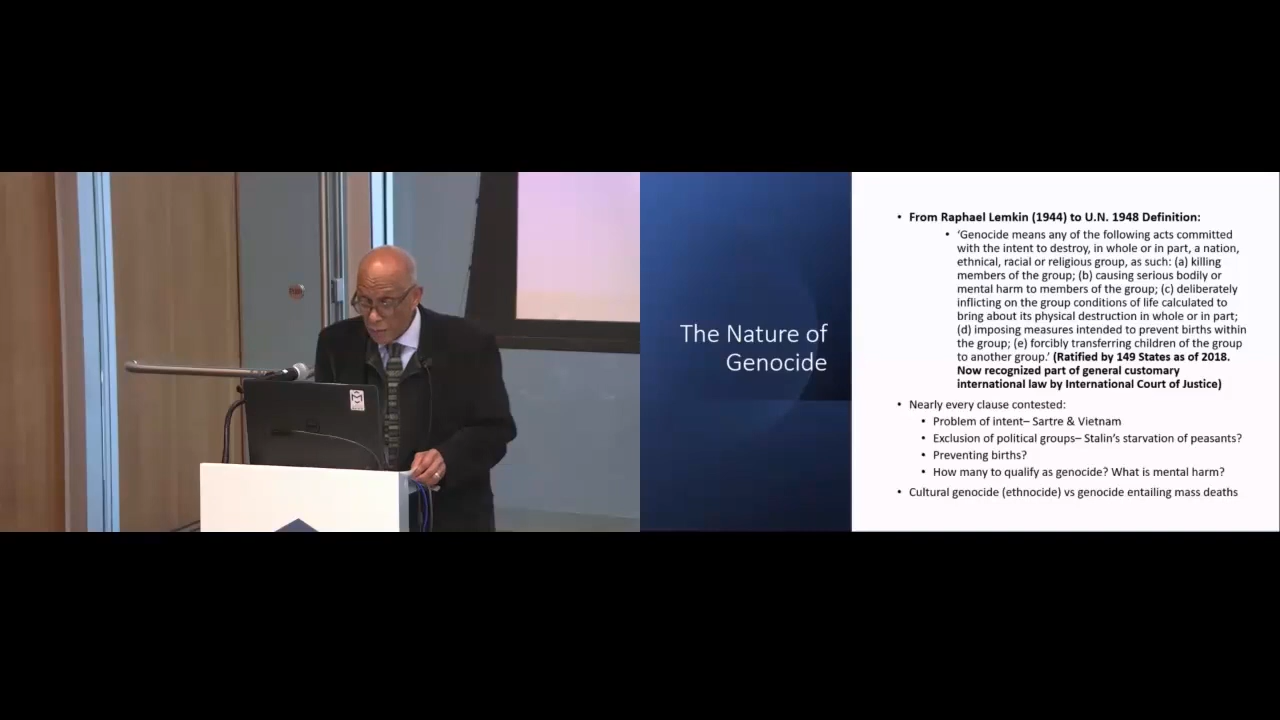 The Nature of
Genocide
• From Raphael Lemkin (1944) to U.N. 1948 Definition:
• ‘Genocide means any of the following acts committed
with the intent to destroy, in whole or in part, a nation,
ethnical, racial or religious group, as such: (a) killing
members of the group; (b) causing serious bodily or
mental harm to members of the group; (c) deliberately
inflicting on the group conditions of life calculated to
bring about its physical destruction in whole or in part;
(d) imposing measures intended to prevent births within
the group; (e) forcibly transferring children of the group
to another group.’ (Ratified by 149 States as of 2018.
Now recognized part of general customary
international law by International Court of Justice)
• Nearly every clause contested:
• Problem of intent– Sartre & Vietnam
• Exclusion of political groups– Stalin’s starvation of peasants?
• Preventing births?
• How many to qualify as genocide? What is mental harm?
• Cultural genocide (ethnocide) vs genocide entailing mass deaths